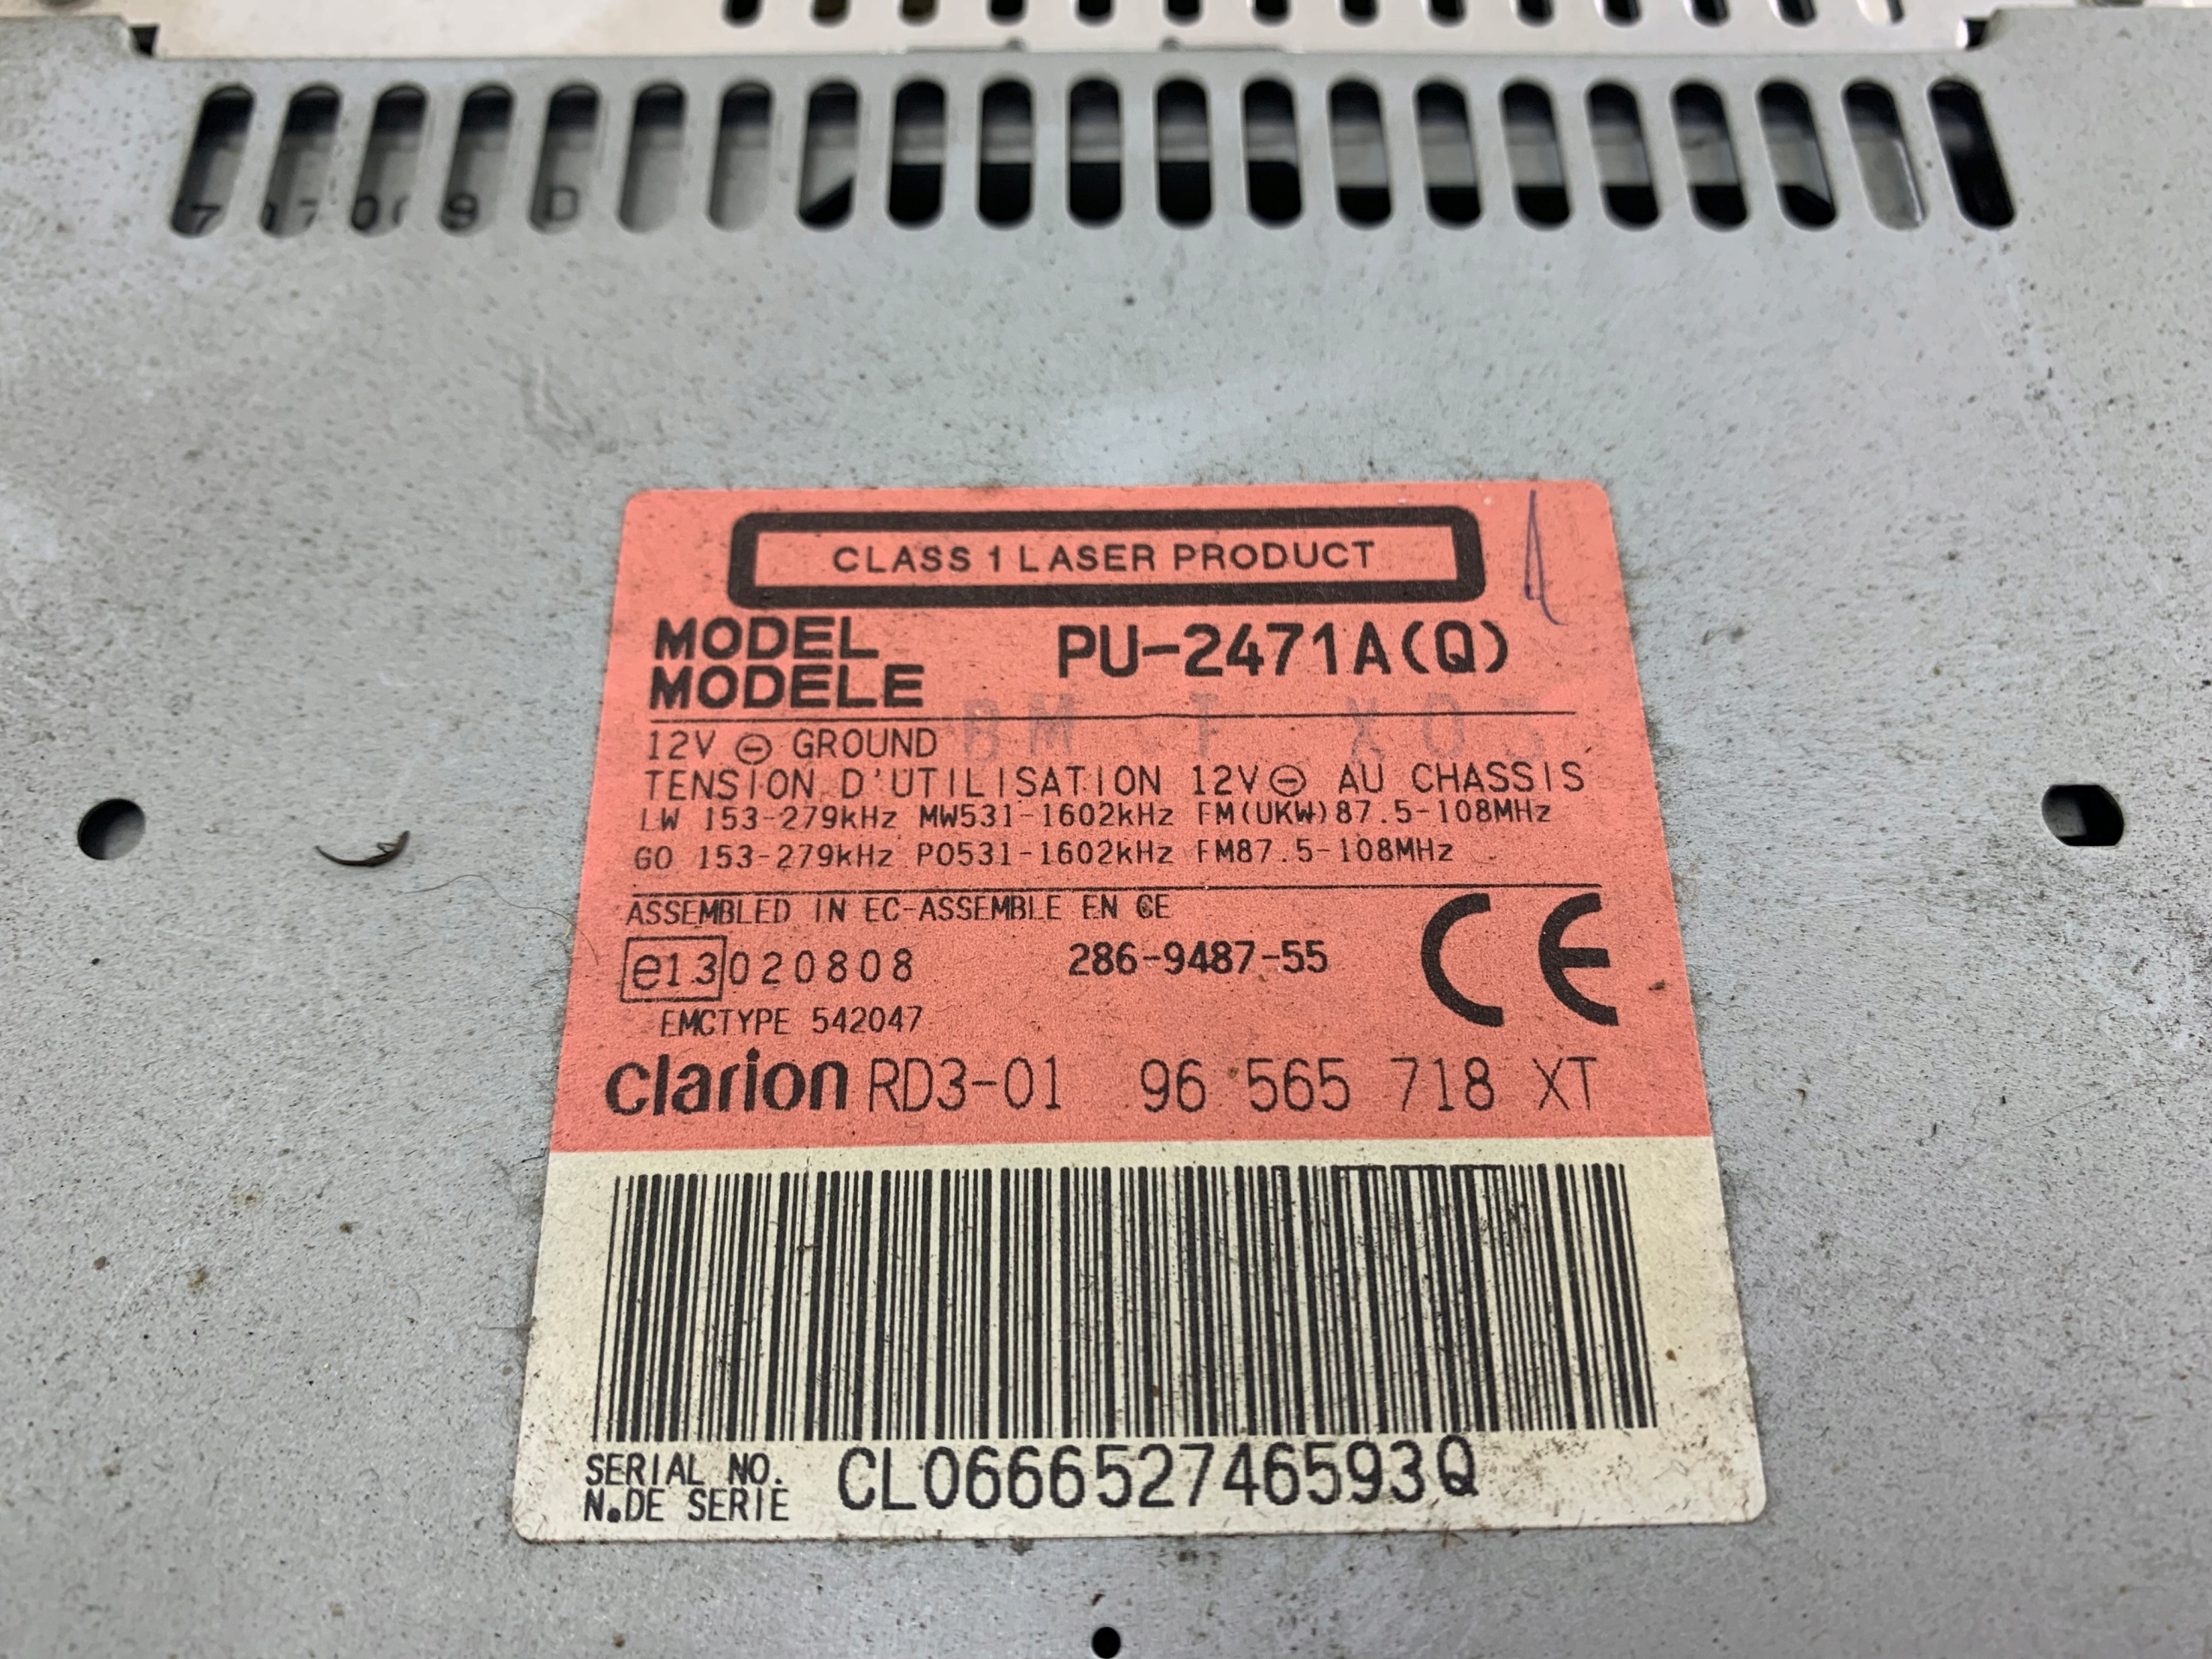 CLASS 1 LASER PRODUCT
MODEL
MODELE
PU-2471A(Q)
12V ⊖ GROUND
TENSION D'UTILISATION 12V⊖ AU CHASSIS
LW 153-279kHz MW531-1602kHz FM(UKW)87.5-108MHz
GO 153-279kHz PO531-1602kHz FM87.5-108MHz
ASSEMBLED IN EC-ASSEMBLE EN CE
e13 020808
286-9487-55
CE
EMCTYPE 542047
clarion RD3-01 96 565 718 XT
SERIAL NO.
N.DE SERIE
CL066652746593Q